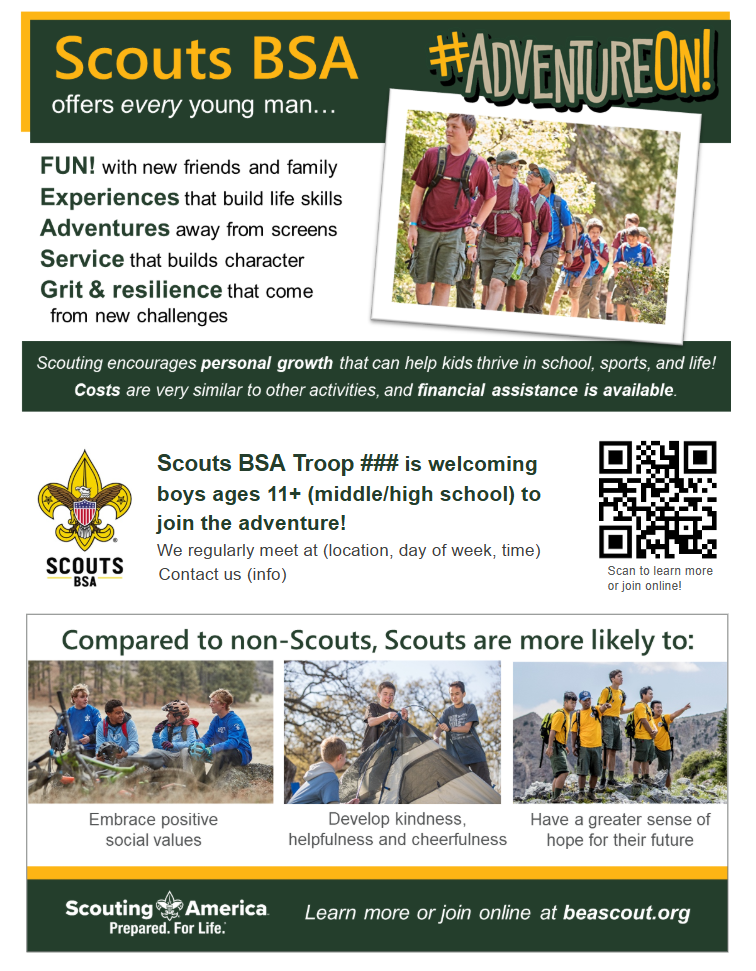 Scouts BSA
#ADVENTUREON!
offers every young man…
FUN! with new friends and family
Experiences that build life skills
Adventures away from screens
Service that builds character
Grit & resilience that come
from new challenges
Scouting encourages personal growth that can help kids thrive in school, sports, and life!
Costs are very similar to other activities, and financial assistance is available.
SCOUTS
BSA
®
Scouts BSA Troop ### is welcoming
boys ages 11+ (middle/high school) to
join the adventure!
We regularly meet at (location, day of week, time)
Contact us (info)
Scan to learn more
or join online!
Compared to non-Scouts, Scouts are more likely to:
Embrace positive
social values
Develop kindness,
helpfulness and cheerfulness
Have a greater sense of
hope for their future
Scouting America
Prepared. For Life.
Learn more or join online at beascout.org